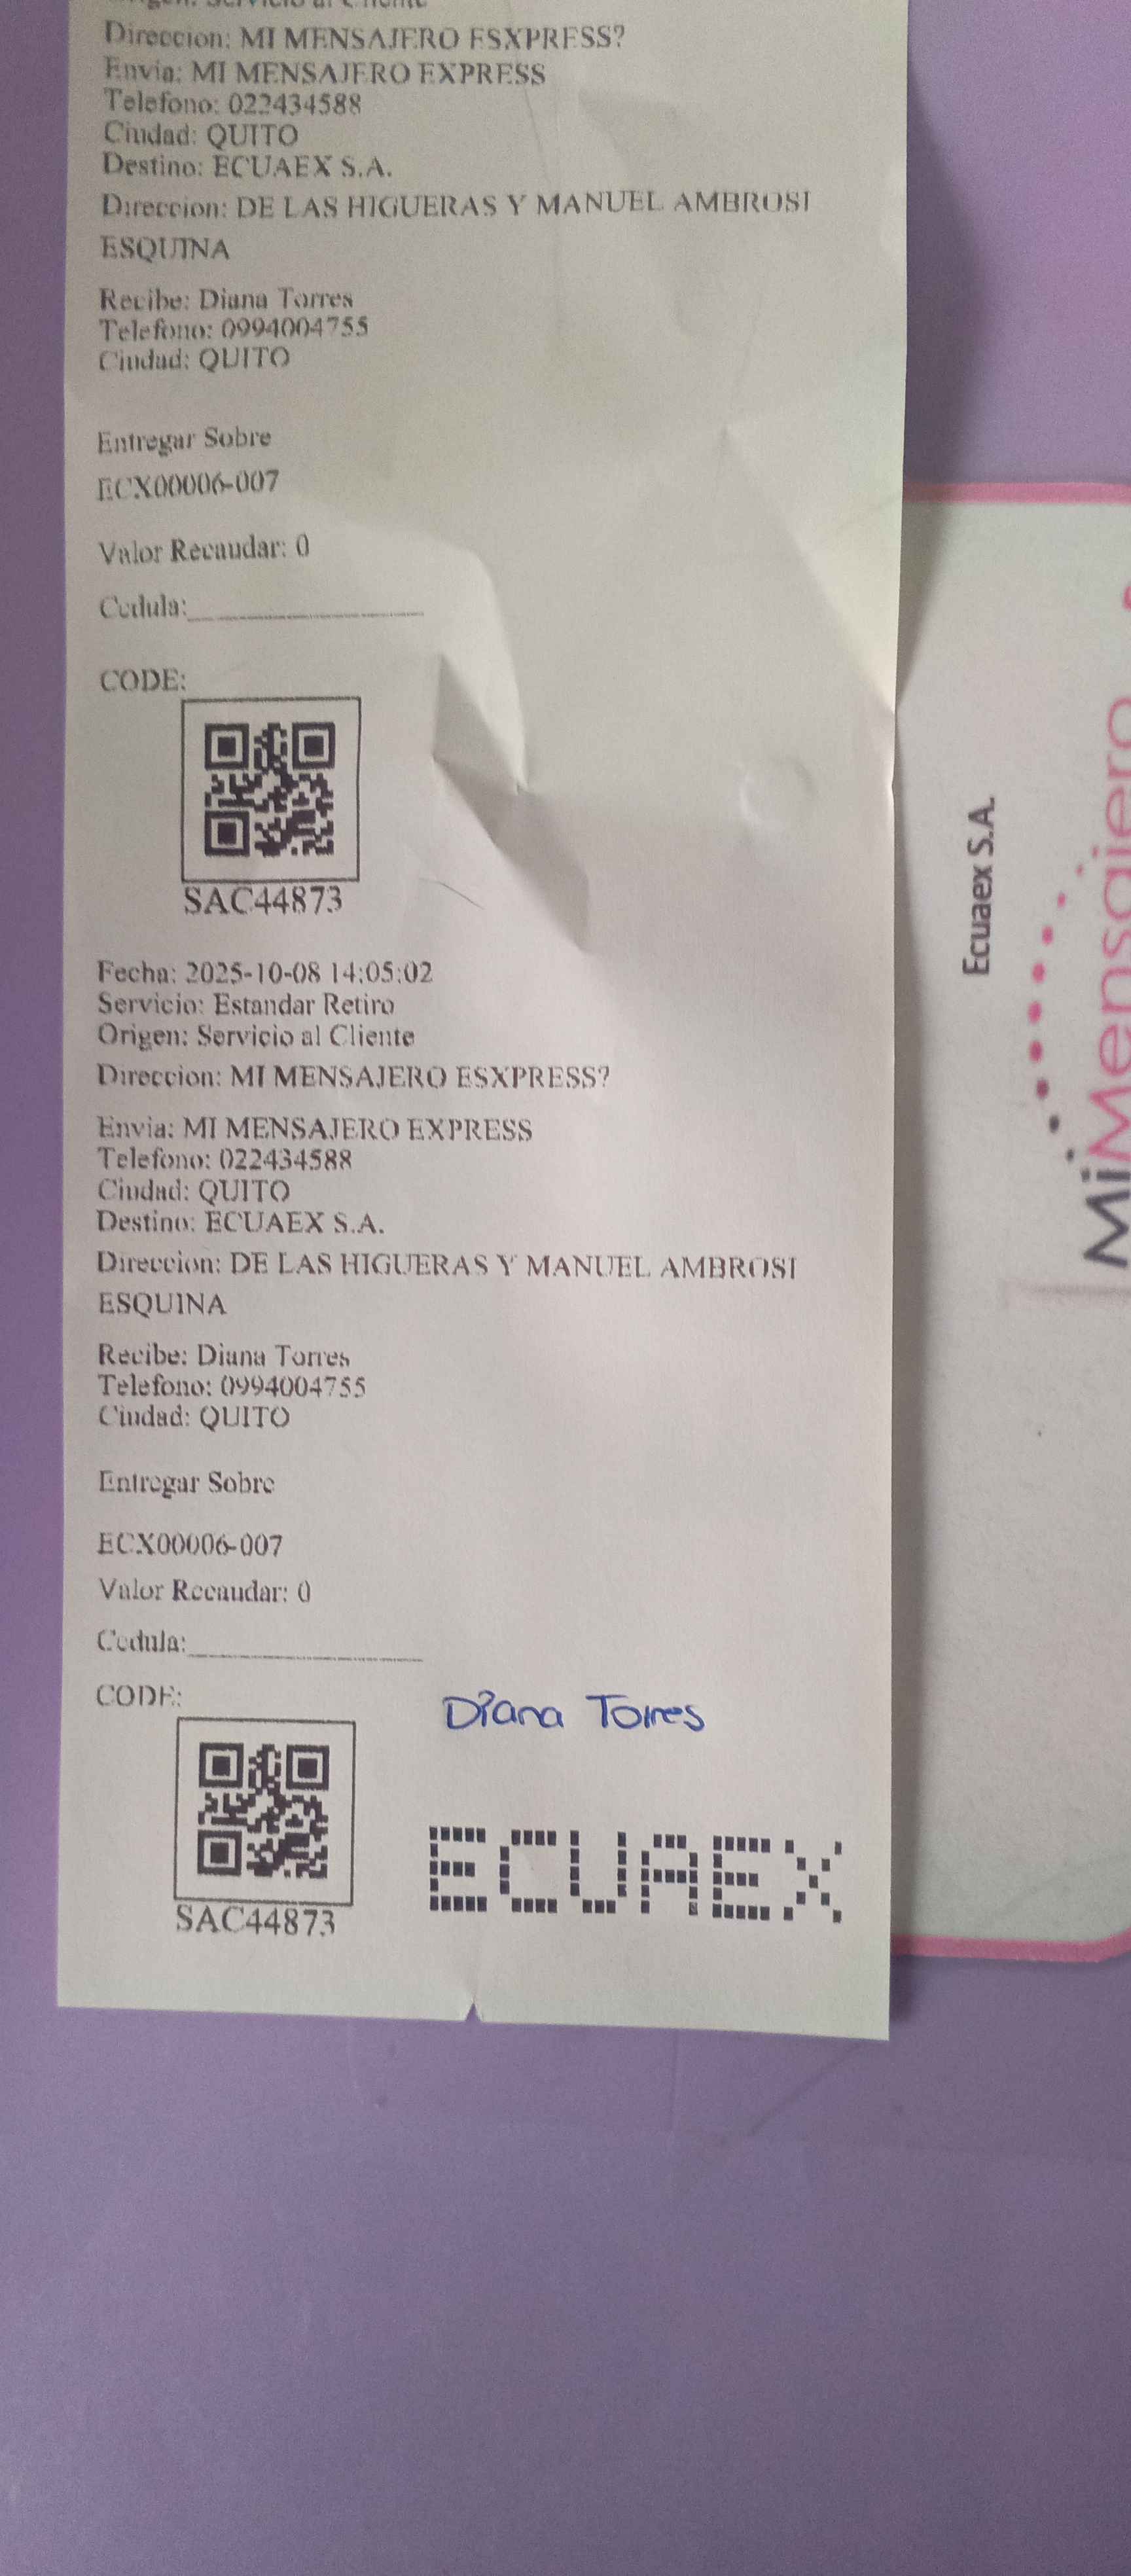 Origen: Servicio al Cliente
Direccion: MI MENSAJERO ESXPRESS?
Envia: MI MENSAJERO EXPRESS
Telefono: 022434588
Ciudad: QUITO
Destino: ECUAEX S.A.
Direccion: DE LAS HIGUERAS Y MANUEL AMBROSI
ESQUINA
Recibe: Diana Torres
Telefono: 0994004755
Ciudad: QUITO
Entregar Sobre
ECX00006-007
Valor Recaudar: 0
Cedula:
CODE:
SAC44873
Fecha: 2025-10-08 14:05:02
Servicio: Estandar Retiro
Origen: Servicio al Cliente
Direccion: MI MENSAJERO ESXPRESS?
Envia: MI MENSAJERO EXPRESS
Telefono: 022434588
Ciudad: QUITO
Destino: ECUAEX S.A.
Direccion: DE LAS HIGUERAS Y MANUEL AMBROSI
ESQUINA
Recibe: Diana Torres
Telefono: 0994004755
Ciudad: QUITO
Entregar Sobre
ECX00006-007
Valor Recaudar: 0
Cedula:
CODE:
Diana Torres
SAC44873
ECUAEX
Ecuaex S.A.
MiMensajero